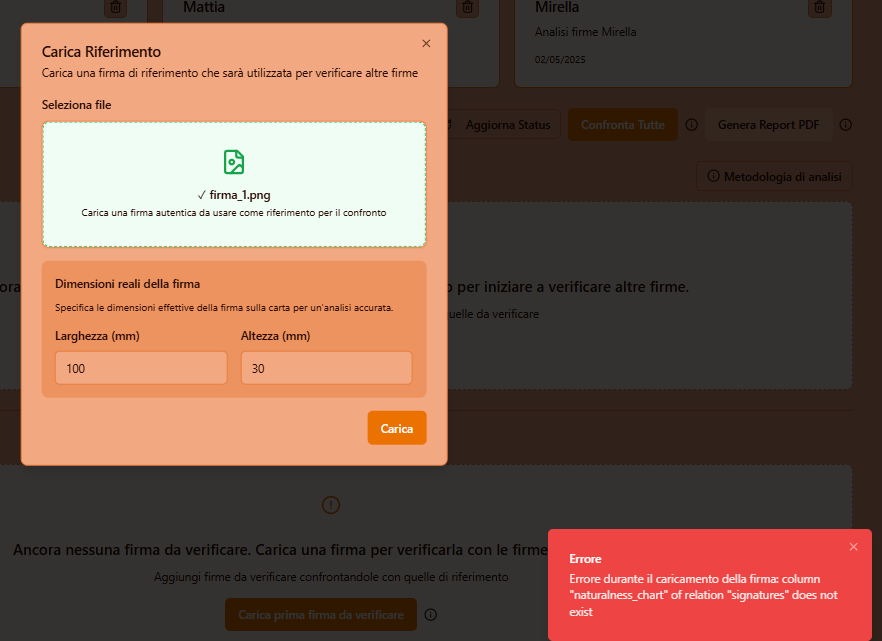 Mattia
Mirella
Analisi firme Mirella
02/05/2025
Carica Riferimento
Carica una firma di riferimento che sarà utilizzata per verificare altre firme
Seleziona file
✓ firma_1.png
Carica una firma autentica da usare come riferimento per il confronto
Dimensioni reali della firma
Specifica le dimensioni effettive della firma sulla carta per un'analisi accurata.
Larghezza (mm)
Altezza (mm)
100
30
Carica
Aggiorna Status
Confronta Tutte
Genera Report PDF
Metodologia di analisi
per iniziare a verificare altre firme.
quelle da verificare
Ancora nessuna firma da verificare. Carica una firma per verificarla con le firme
Aggiungi firme da verificare confrontandole con quelle di riferimento
Carica prima firma da verificare
Errore
Errore durante il caricamento della firma: column
"naturalness_chart" of relation "signatures" does not
exist